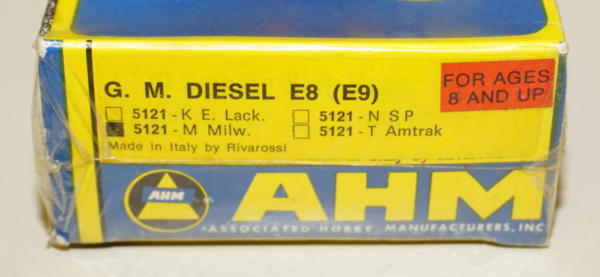 G. M. DIESEL E8 (E9)
FOR AGES
8 AND UP
5121-K E. Lack.
5121-N S P
5121-M Milw.
5121-T Amtrak
Made in Italy by Rivarossi
AHM
AHM
ASSOCIATED HOBBY MANUFACTURERS, INC